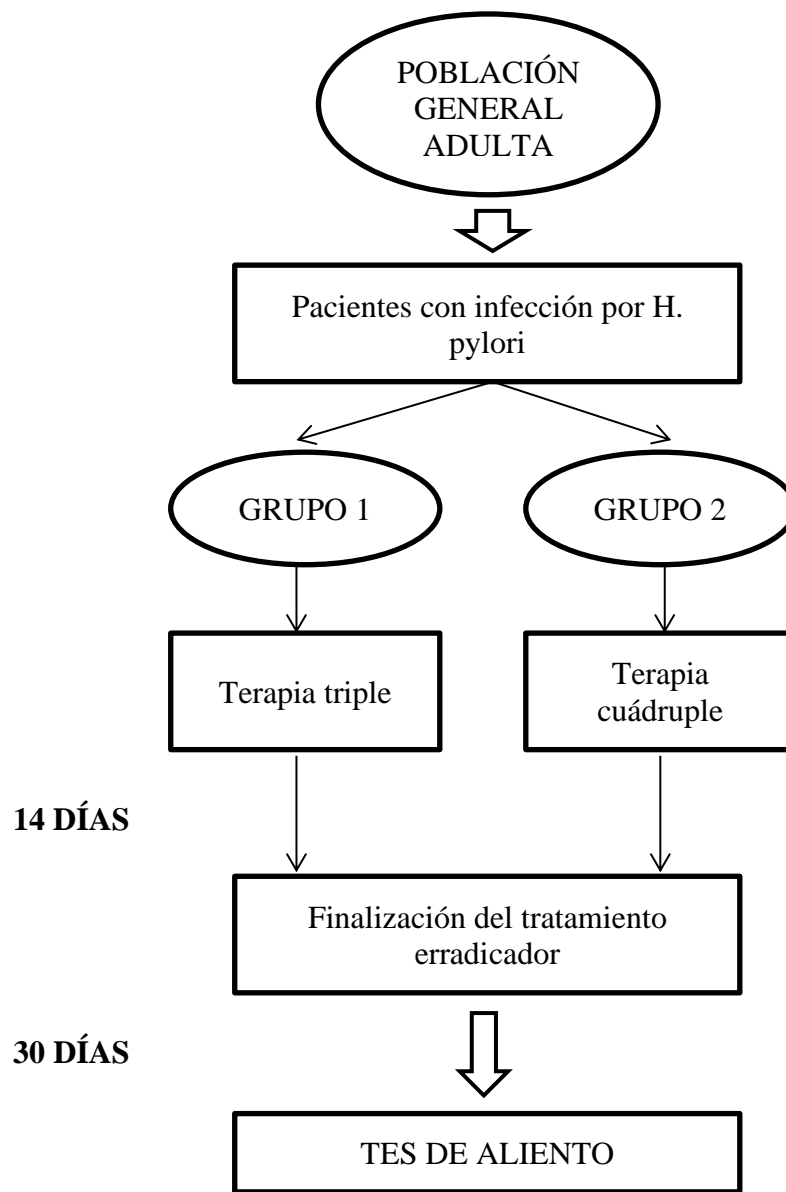 POBLACIÓN
GENERAL
ADULTA
Pacientes con infección por H.
pylori
GRUPO 1
GRUPO 2
Terapia triple
Terapia
cuádruple
14 DÍAS
Finalización del tratamiento
erradicador
30 DÍAS
TES DE ALIENTO